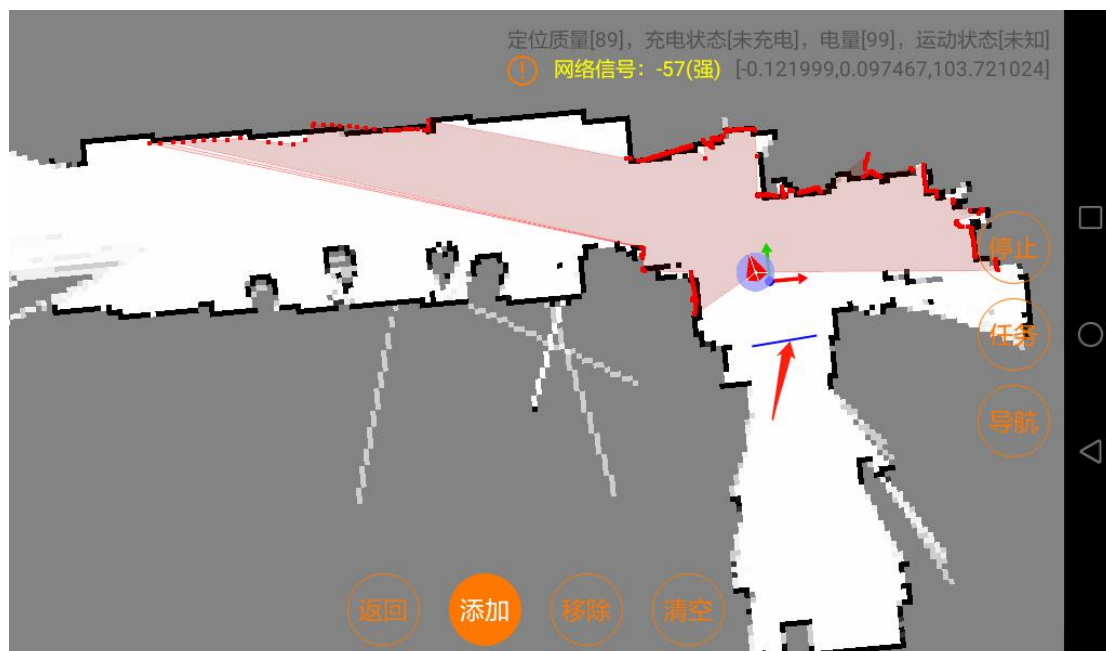 定位质量[89]，充电状态[未充电]，电量[99]，运动状态[未知]
网络信号：-57(强) [-0.121999,0.097467,103.721024]
停止
任务
导航
返回 添加 移除 清空